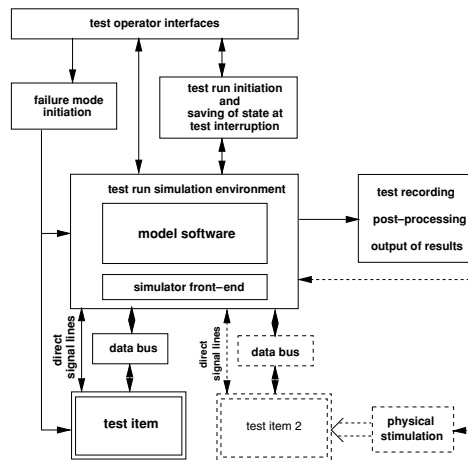 test operator interfaces
failure mode
initiation
test run initiation
and
saving of state at
test interruption
test run simulation environment
model software
simulator front–end
test recording
post–processing
output of results
direct
signal lines
data bus
direct
signal lines
data bus
test item
test item 2
physical
stimulation